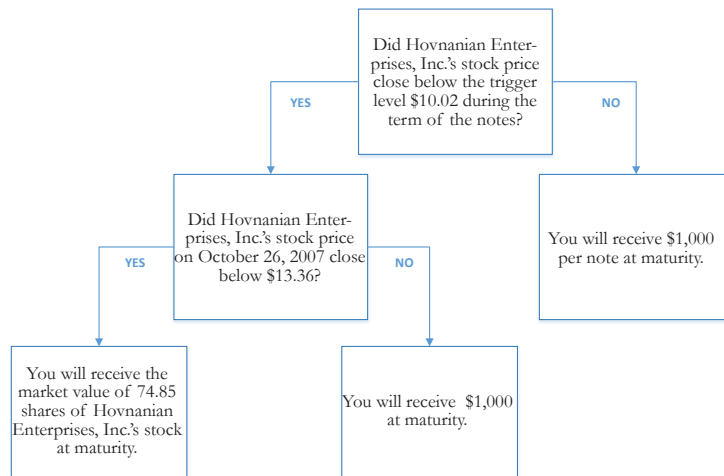 Did Hovnanian Enter-
prises, Inc.'s stock price
close below the trigger
level $10.02 during the
term of the notes?
YES
NO
Did Hovnanian Enter-
prises, Inc.'s stock price
on October 26, 2007 close
below $13.36?
You will receive $1,000
per note at maturity.
YES
NO
You will receive the
market value of 74.85
shares of Hovnanian
Enterprises, Inc.'s stock
at maturity.
You will receive $1,000
at maturity.